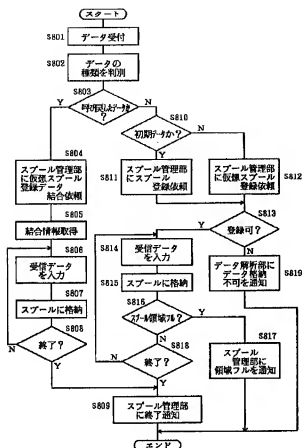 スタート
S801
データ受付
S802
データの
種類を判別
S803
Y
N
S810
初期データか?
Y
N
S804
スプール管理部
に仮想スプール
登録データ
結合依頼
S811
スプール管理部
にスプール
登録依頼
スプール管理部
に仮想スプール
登録依頼
S812
S805
結合情報取得
S813
登録可?
Y
N
S806
受信データ
を入力
S814
受信データ
を入力
データ解析部に
データ格納
不可を通知
S819
S807
スプールに格納
S815
スプールに格納
S816
スプール領域フル?
Y
N
S808
終了?
N
Y
S818
終了?
N
Y
S817
スプール
管理部に
領域フルを通知
S809
スプール管理部
に終了通知
エンド